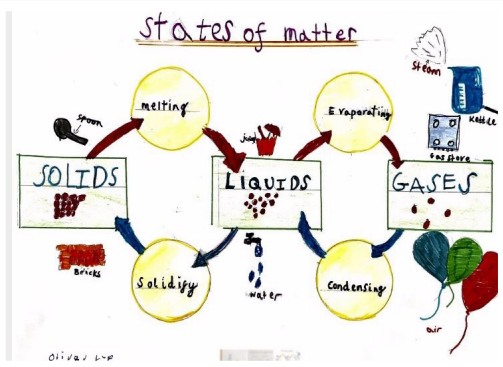 states of matter
steam
melting
Evaporating
Kettle
spoon
juice
Gas stove
SOLIDS
LIQUIDS
GASES
Bricks
Solidify
water
Condensing
air